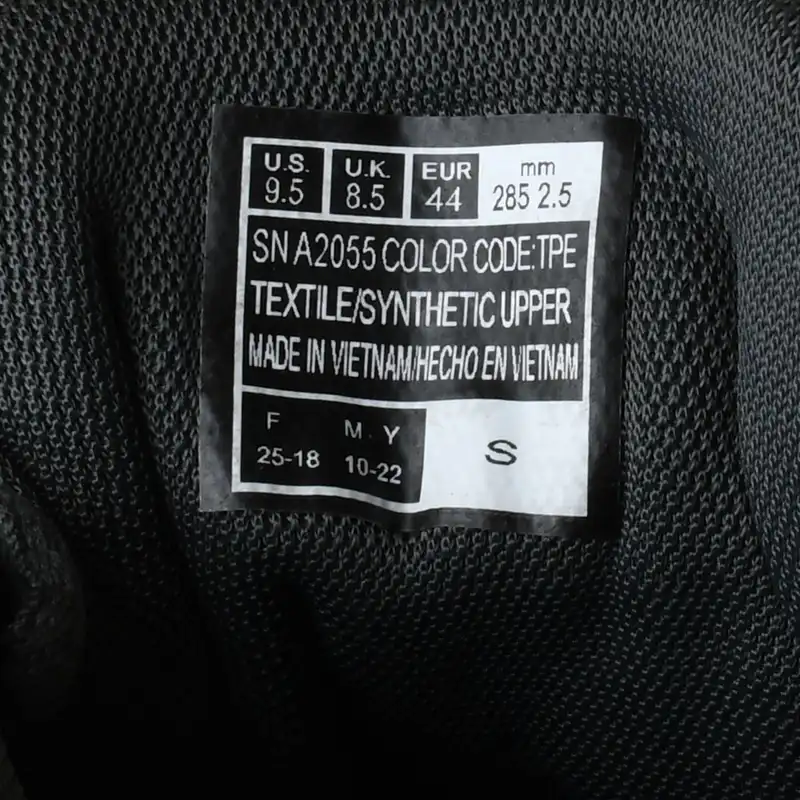 U.S. U.K. EUR mm
9.5 8.5 44 285 2.5
SN A2055 COLOR CODE:TPE
TEXTILE/SYNTHETIC UPPER
MADE IN VIETNAM/HECHO EN VIETNAM
F M. Y
25-18 10-22
S